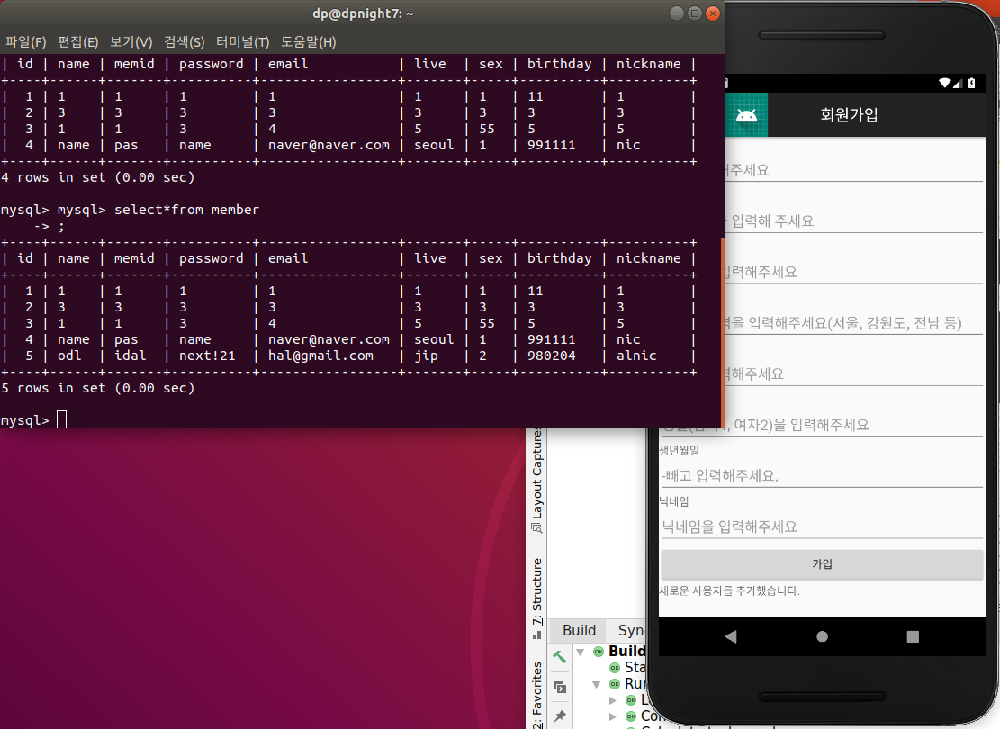 dp@dpnight7: ~
파일(F) 편집(E) 보기(V) 검색(S) 터미널(T) 도움말(H)
| id | name | memid | password | email           | live  | sex | birthday | nickname |
+----+------+-------+----------+-----------------+-------+-----+----------+----------+
|  1 | 1    | 1     | 1        | 1               | 1     | 1   | 11       | 1        |
|  2 | 3    | 3     | 3        | 3               | 3     | 3   | 3        | 3        |
|  3 | 1    | 1     | 3        | 4               | 5     | 55  | 5        | 5        |
|  4 | name | pas   | name     | naver@naver.com | seoul | 1   | 991111   | nic      |
+----+------+-------+----------+-----------------+-------+-----+----------+----------+
4 rows in set (0.00 sec)
mysql> mysql> select*from member
    -> ;
+----+------+-------+----------+-----------------+-------+-----+----------+----------+
| id | name | memid | password | email           | live  | sex | birthday | nickname |
+----+------+-------+----------+-----------------+-------+-----+----------+----------+
|  1 | 1    | 1     | 1        | 1               | 1     | 1   | 11       | 1        |
|  2 | 3    | 3     | 3        | 3               | 3     | 3   | 3        | 3        |
|  3 | 1    | 1     | 3        | 4               | 5     | 55  | 5        | 5        |
|  4 | name | pas   | name     | naver@naver.com | seoul | 1   | 991111   | nic      |
|  5 | odl  | idal  | next!21  | hal@gmail.com   | jip   | 2   | 980204   | alnic    |
+----+------+-------+----------+-----------------+-------+-----+----------+----------+
5 rows in set (0.00 sec)
mysql>
회원가입
해주세요
입력해 주세요
입력해주세요
력을 입력해주세요(서울, 강원도, 전남 등)
력해주세요
여자2)을 입력해주세요
생년월일
-빼고 입력해주세요.
닉네임
닉네임을 입력해주세요
가입
새로운 사용자를 추가했습니다.
Layout Captures
7: Structure
2: Favorites
Build
Syn
Build
Sta
Run